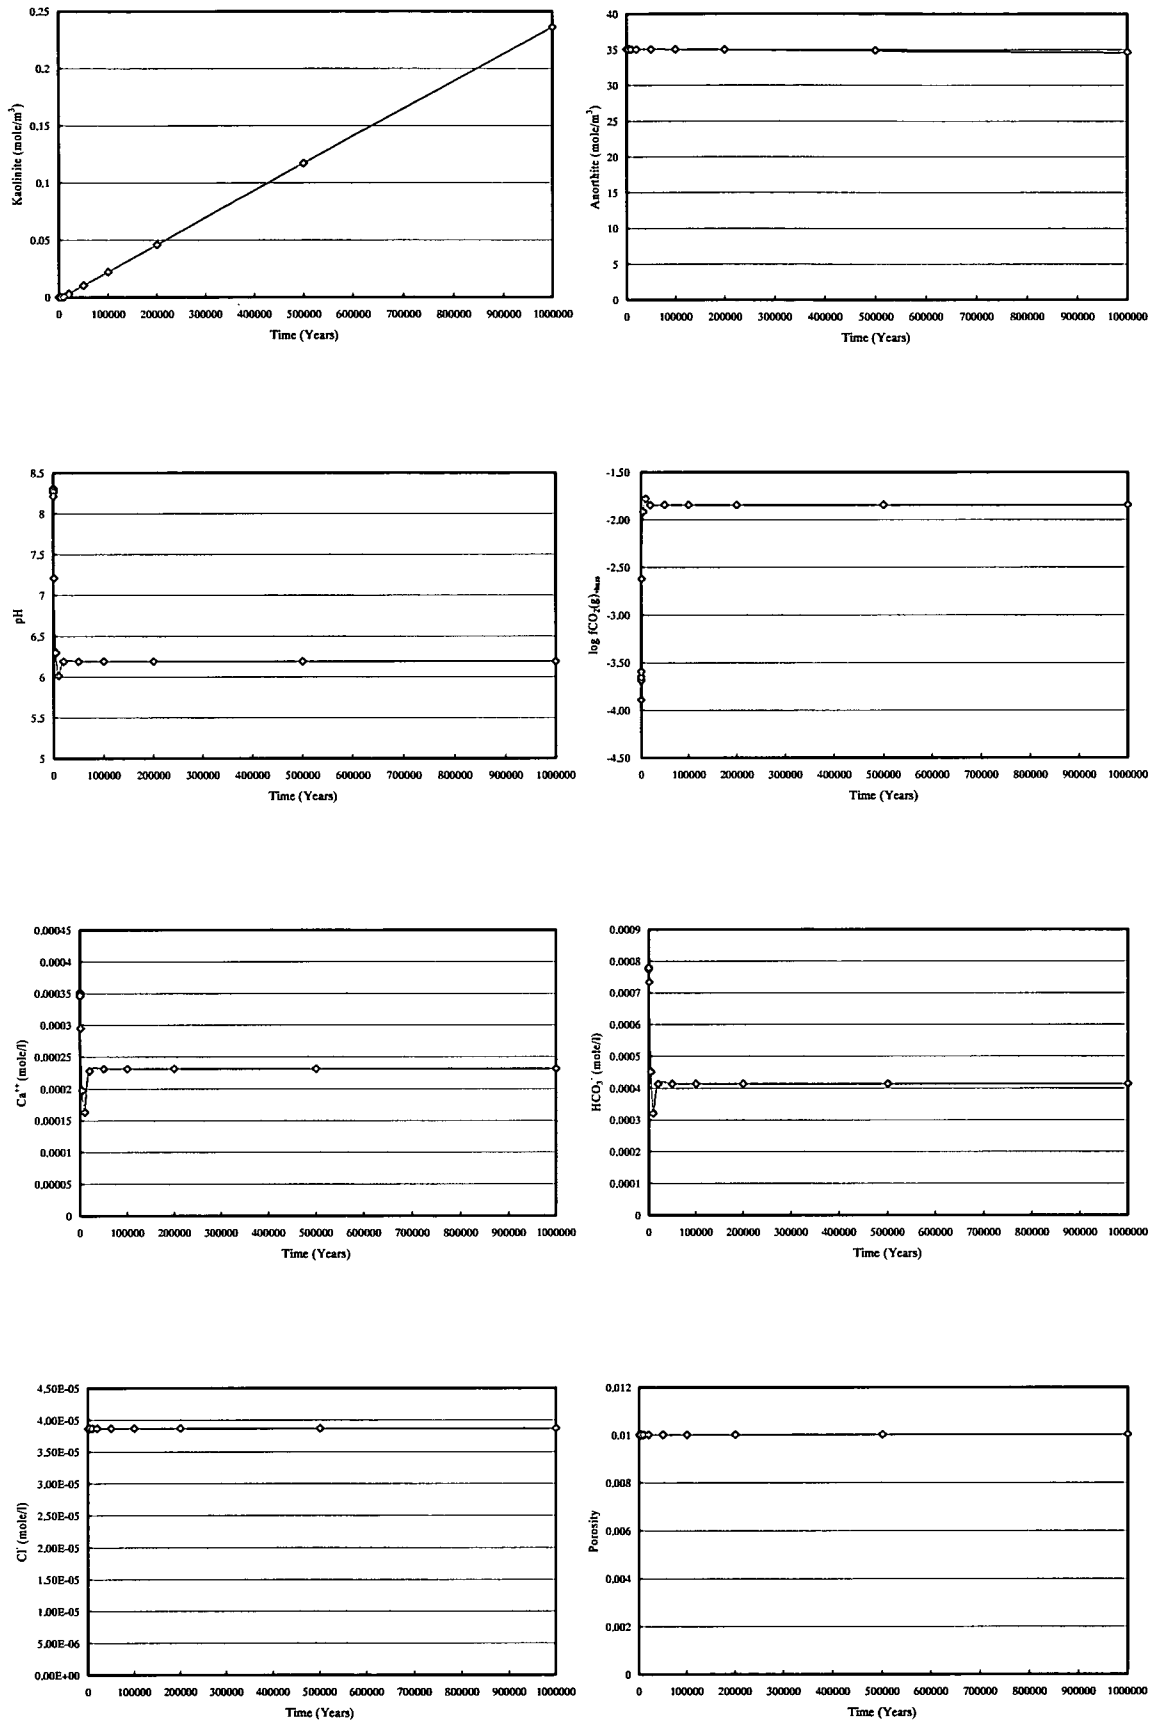 0.25
0.2
0.15
0.1
0.05
0
Kaolinite (mole/m³)
0 100000 200000 300000 400000 500000 600000 700000 800000 900000 1000000
Time (Years)
40
35
30
25
20
15
10
5
0
Anorthite (mole/m³)
0 100000 200000 300000 400000 500000 600000 700000 800000 900000 1000000
Time (Years)
8.5
8
7.5
7
6.5
6
5.5
5
pH
0 100000 200000 300000 400000 500000 600000 700000 800000 900000 1000000
Time (Years)
-1.50
-2.00
-2.50
-3.00
-3.50
-4.00
-4.50
log fCO₂(g)
0 100000 200000 300000 400000 500000 600000 700000 800000 900000 1000000
Time (Years)
0.00045
0.0004
0.00035
0.0003
0.00025
0.0002
0.00015
0.0001
0.00005
0
Ca⁺⁺ (mole/l)
0 100000 200000 300000 400000 500000 600000 700000 800000 900000 1000000
Time (Years)
0.0009
0.0008
0.0007
0.0006
0.0005
0.0004
0.0003
0.0002
0.0001
0
HCO₃⁻ (mole/l)
0 100000 200000 300000 400000 500000 600000 700000 800000 900000 1000000
Time (Years)
4.50E-05
4.00E-05
3.50E-05
3.00E-05
2.50E-05
2.00E-05
1.50E-05
1.00E-05
5.00E-06
0.00E+00
Cl⁻ (mole/l)
0 100000 200000 300000 400000 500000 600000 700000 800000 900000 1000000
Time (Years)
0.012
0.01
0.008
0.006
0.004
0.002
0
Porosity
0 100000 200000 300000 400000 500000 600000 700000 800000 900000 1000000
Time (Years)